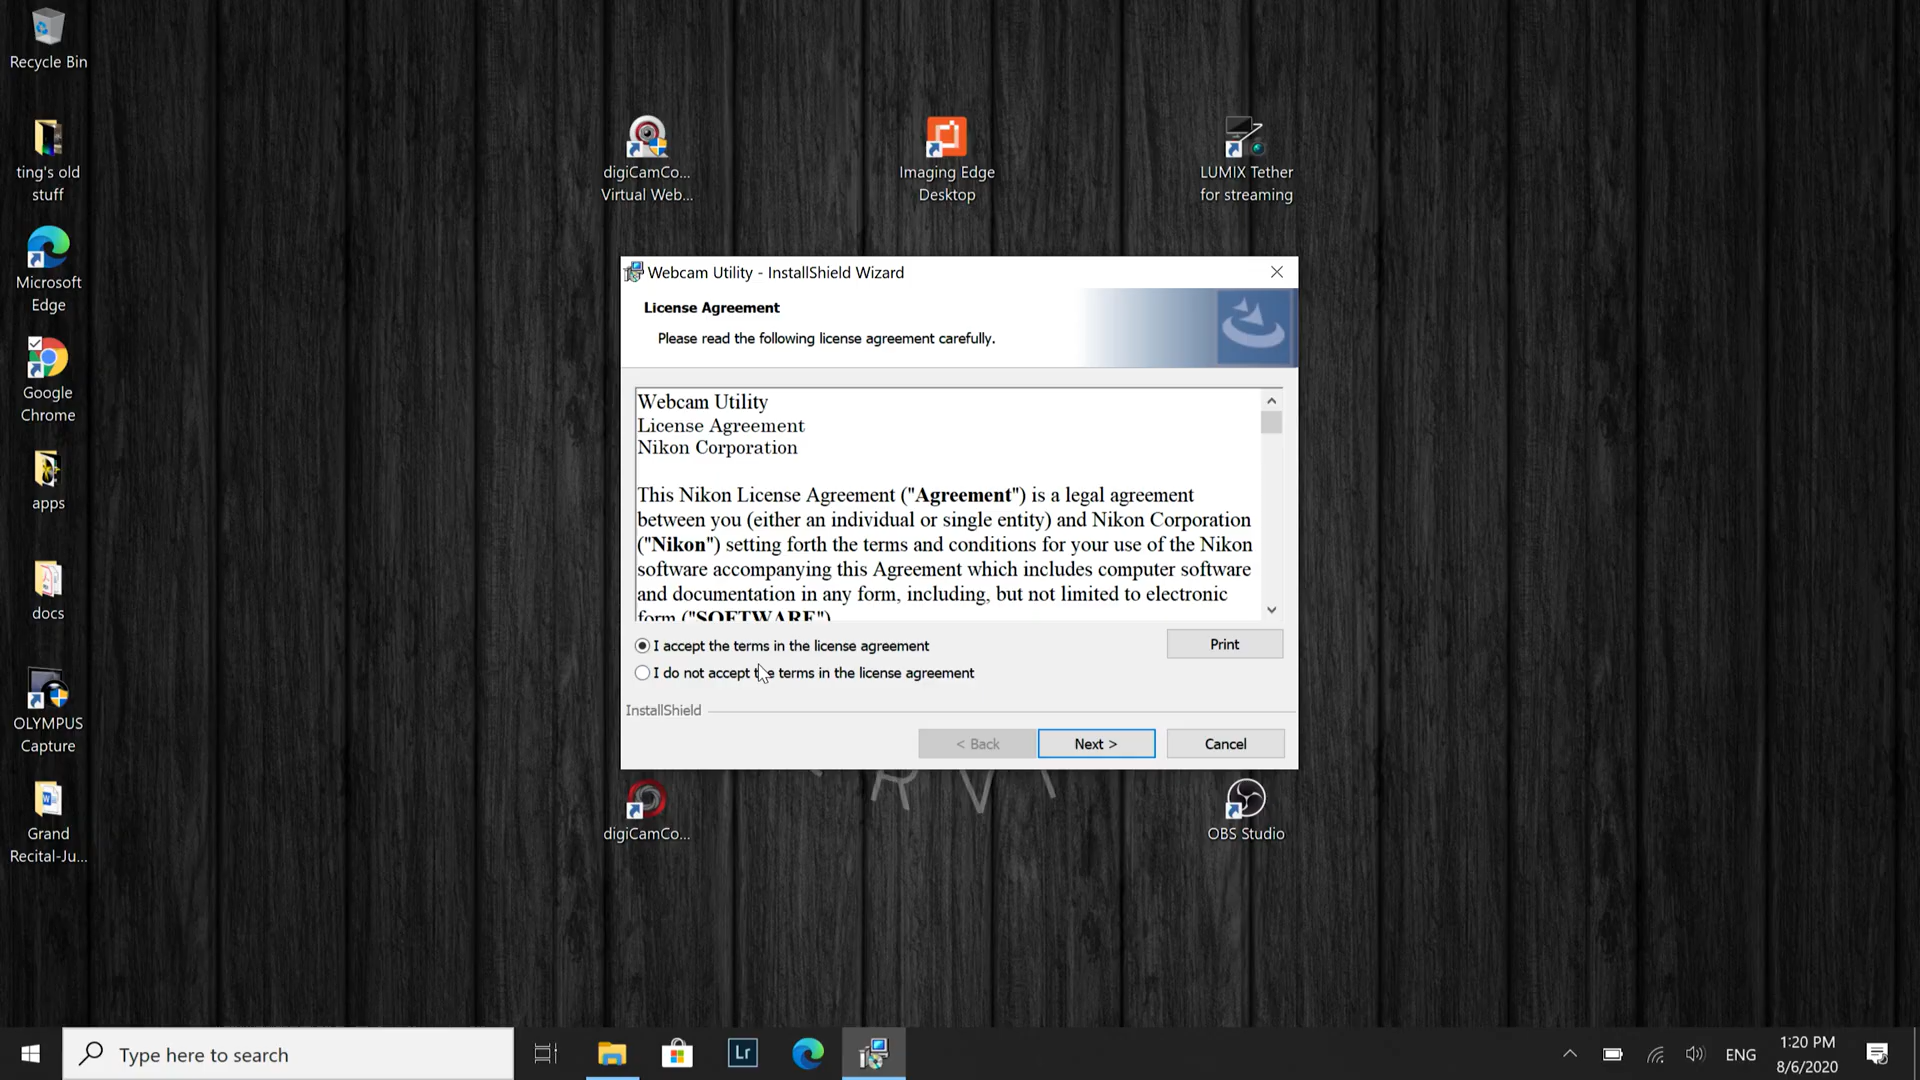 Recycle Bin
ting's old
stuff
Microsoft
Edge
Google
Chrome
apps
docs
OLYMPUS
Capture
Grand
Recital-Ju...
digiCamCo...
Virtual Web...
Imaging Edge
Desktop
LUMIX Tether
for streaming
Webcam Utility - InstallShield Wizard
License Agreement
Please read the following license agreement carefully.
Webcam Utility
License Agreement
Nikon Corporation
This Nikon License Agreement ("Agreement") is a legal agreement
between you (either an individual or single entity) and Nikon Corporation
("Nikon") setting forth the terms and conditions for your use of the Nikon
software accompanying this Agreement which includes computer software
and documentation in any form, including, but not limited to electronic
form ("SOFTWARE")
I accept the terms in the license agreement
Print
I do not accept the terms in the license agreement
InstallShield
< Back
Next >
Cancel
digiCamCo...
OBS Studio
Type here to search
Lr
ENG
1:20 PM
8/6/2020